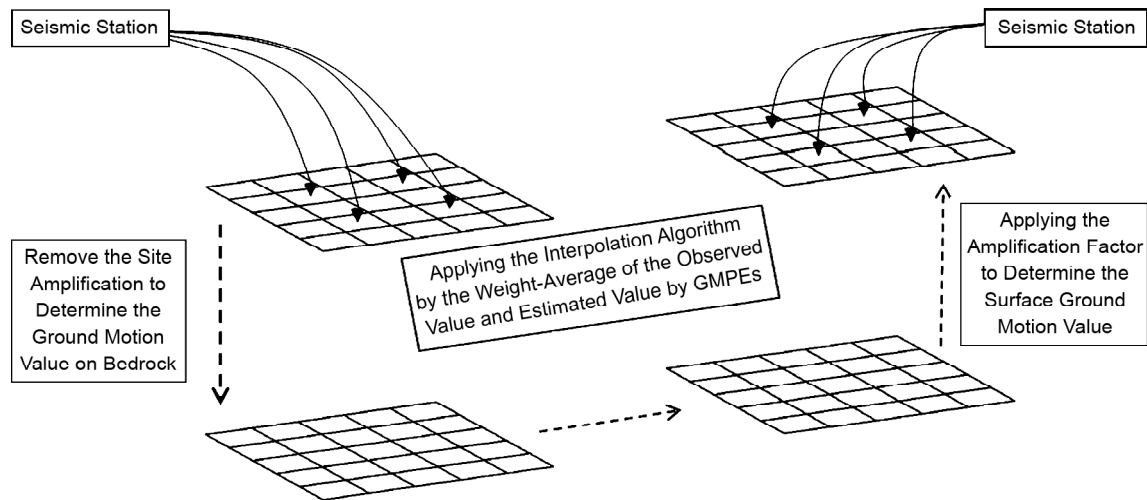 Seismic Station
Seismic Station
Remove the Site
Amplification to
Determine the
Ground Motion
Value on Bedrock
Applying the Interpolation Algorithm
by the Weight-Average of the Observed
Value and Estimated Value by GMPEs
Applying the
Amplification Factor
to Determine the
Surface Ground
Motion Value